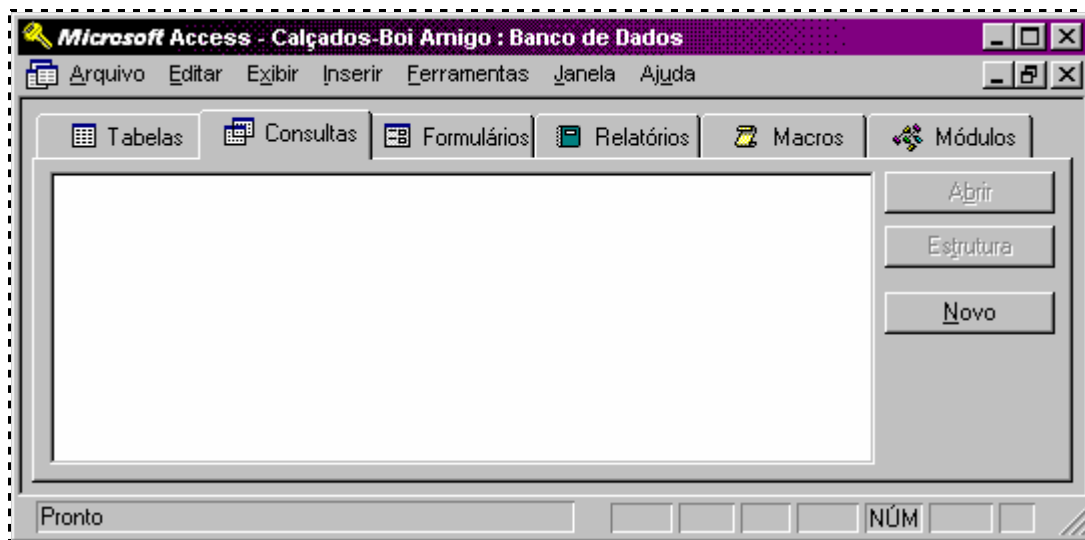 Microsoft Access - Calçados-Boi Amigo : Banco de Dados
Arquivo Editar Exibir Inserir Ferramentas Janela Ajuda
Tabelas Consultas Formulários Relatórios Macros Módulos
Abrir
Estrutura
Novo
Pronto NÚM